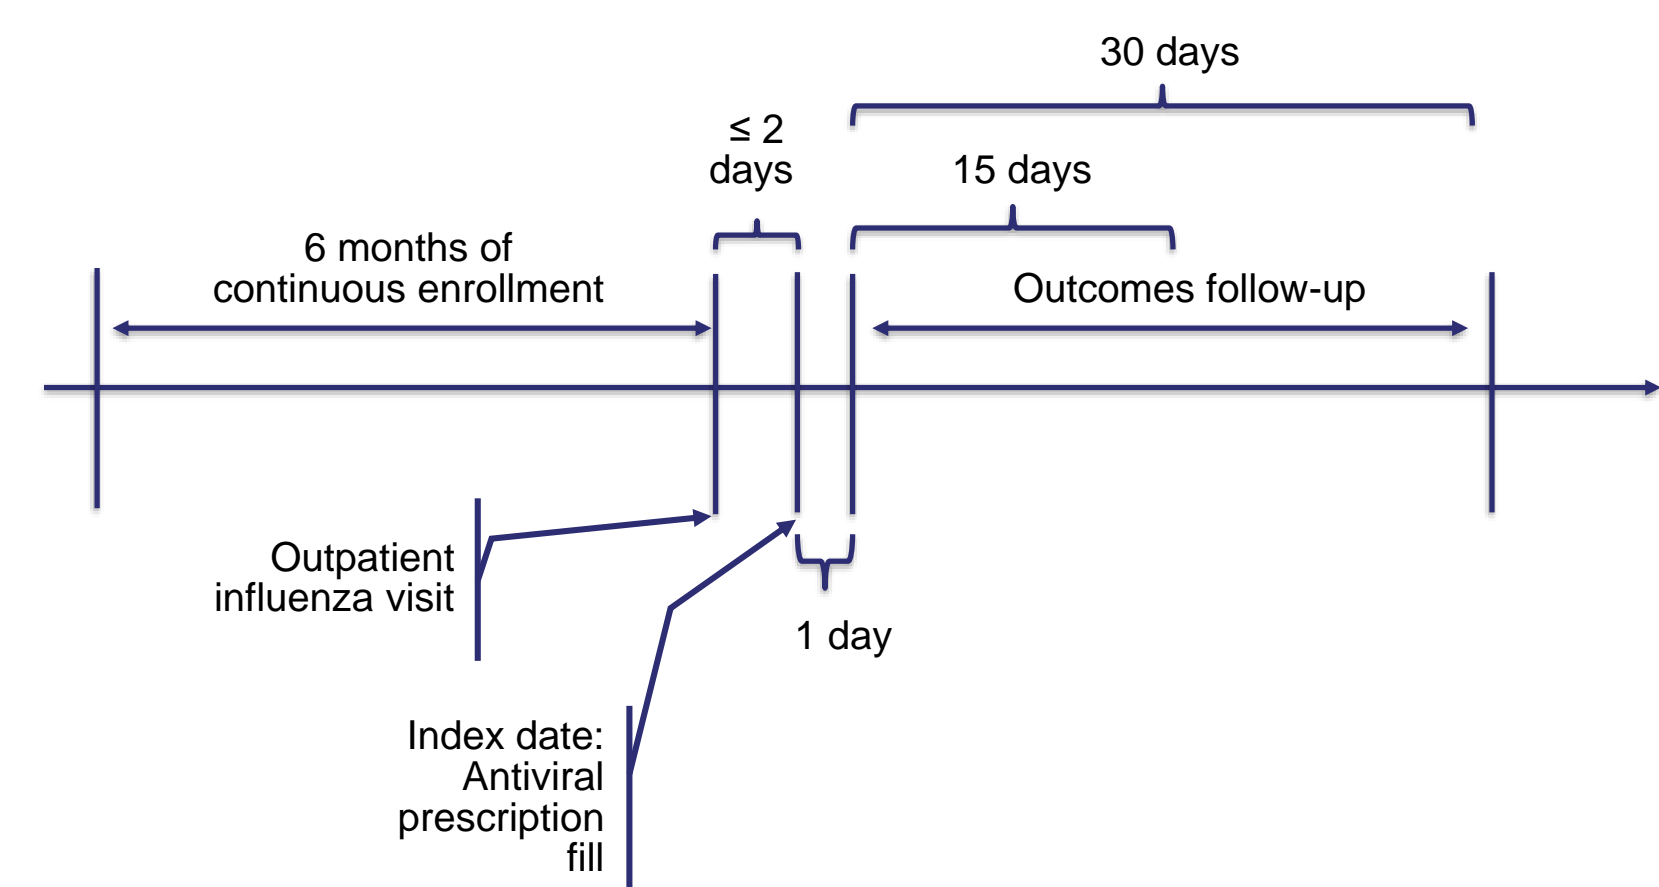 30 days
≤ 2
days
15 days
6 months of
continuous enrollment
Outcomes follow-up
Outpatient
influenza visit
1 day
Index date:
Antiviral
prescription
fill